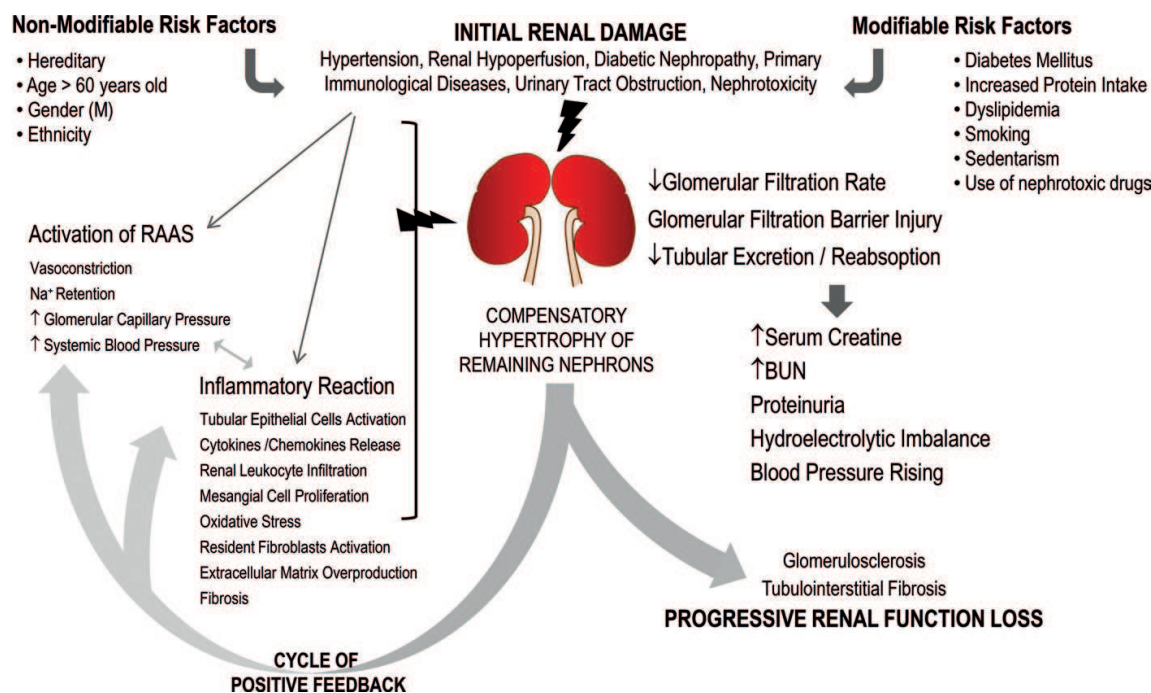 Non-Modifiable Risk Factors
• Hereditary
• Age > 60 years old
• Gender (M)
• Ethnicity
INITIAL RENAL DAMAGE
Hypertension, Renal Hypoperfusion, Diabetic Nephropathy, Primary
Immunological Diseases, Urinary Tract Obstruction, Nephrotoxicity
Modifiable Risk Factors
• Diabetes Mellitus
• Increased Protein Intake
• Dyslipidemia
• Smoking
• Sedentarism
• Use of nephrotoxic drugs
↓Glomerular Filtration Rate
Glomerular Filtration Barrier Injury
↓Tubular Excretion / Reabsoption
Activation of RAAS
Vasoconstriction
Na⁺ Retention
↑ Glomerular Capillary Pressure
↑ Systemic Blood Pressure
COMPENSATORY
HYPERTROPHY OF
REMAINING NEPHRONS
↑Serum Creatine
↑BUN
Proteinuria
Hydroelectrolytic Imbalance
Blood Pressure Rising
Inflammatory Reaction
Tubular Epithelial Cells Activation
Cytokines /Chemokines Release
Renal Leukocyte Infiltration
Mesangial Cell Proliferation
Oxidative Stress
Resident Fibroblasts Activation
Extracellular Matrix Overproduction
Fibrosis
Glomerulosclerosis
Tubulointerstitial Fibrosis
PROGRESSIVE RENAL FUNCTION LOSS
CYCLE OF
POSITIVE FEEDBACK